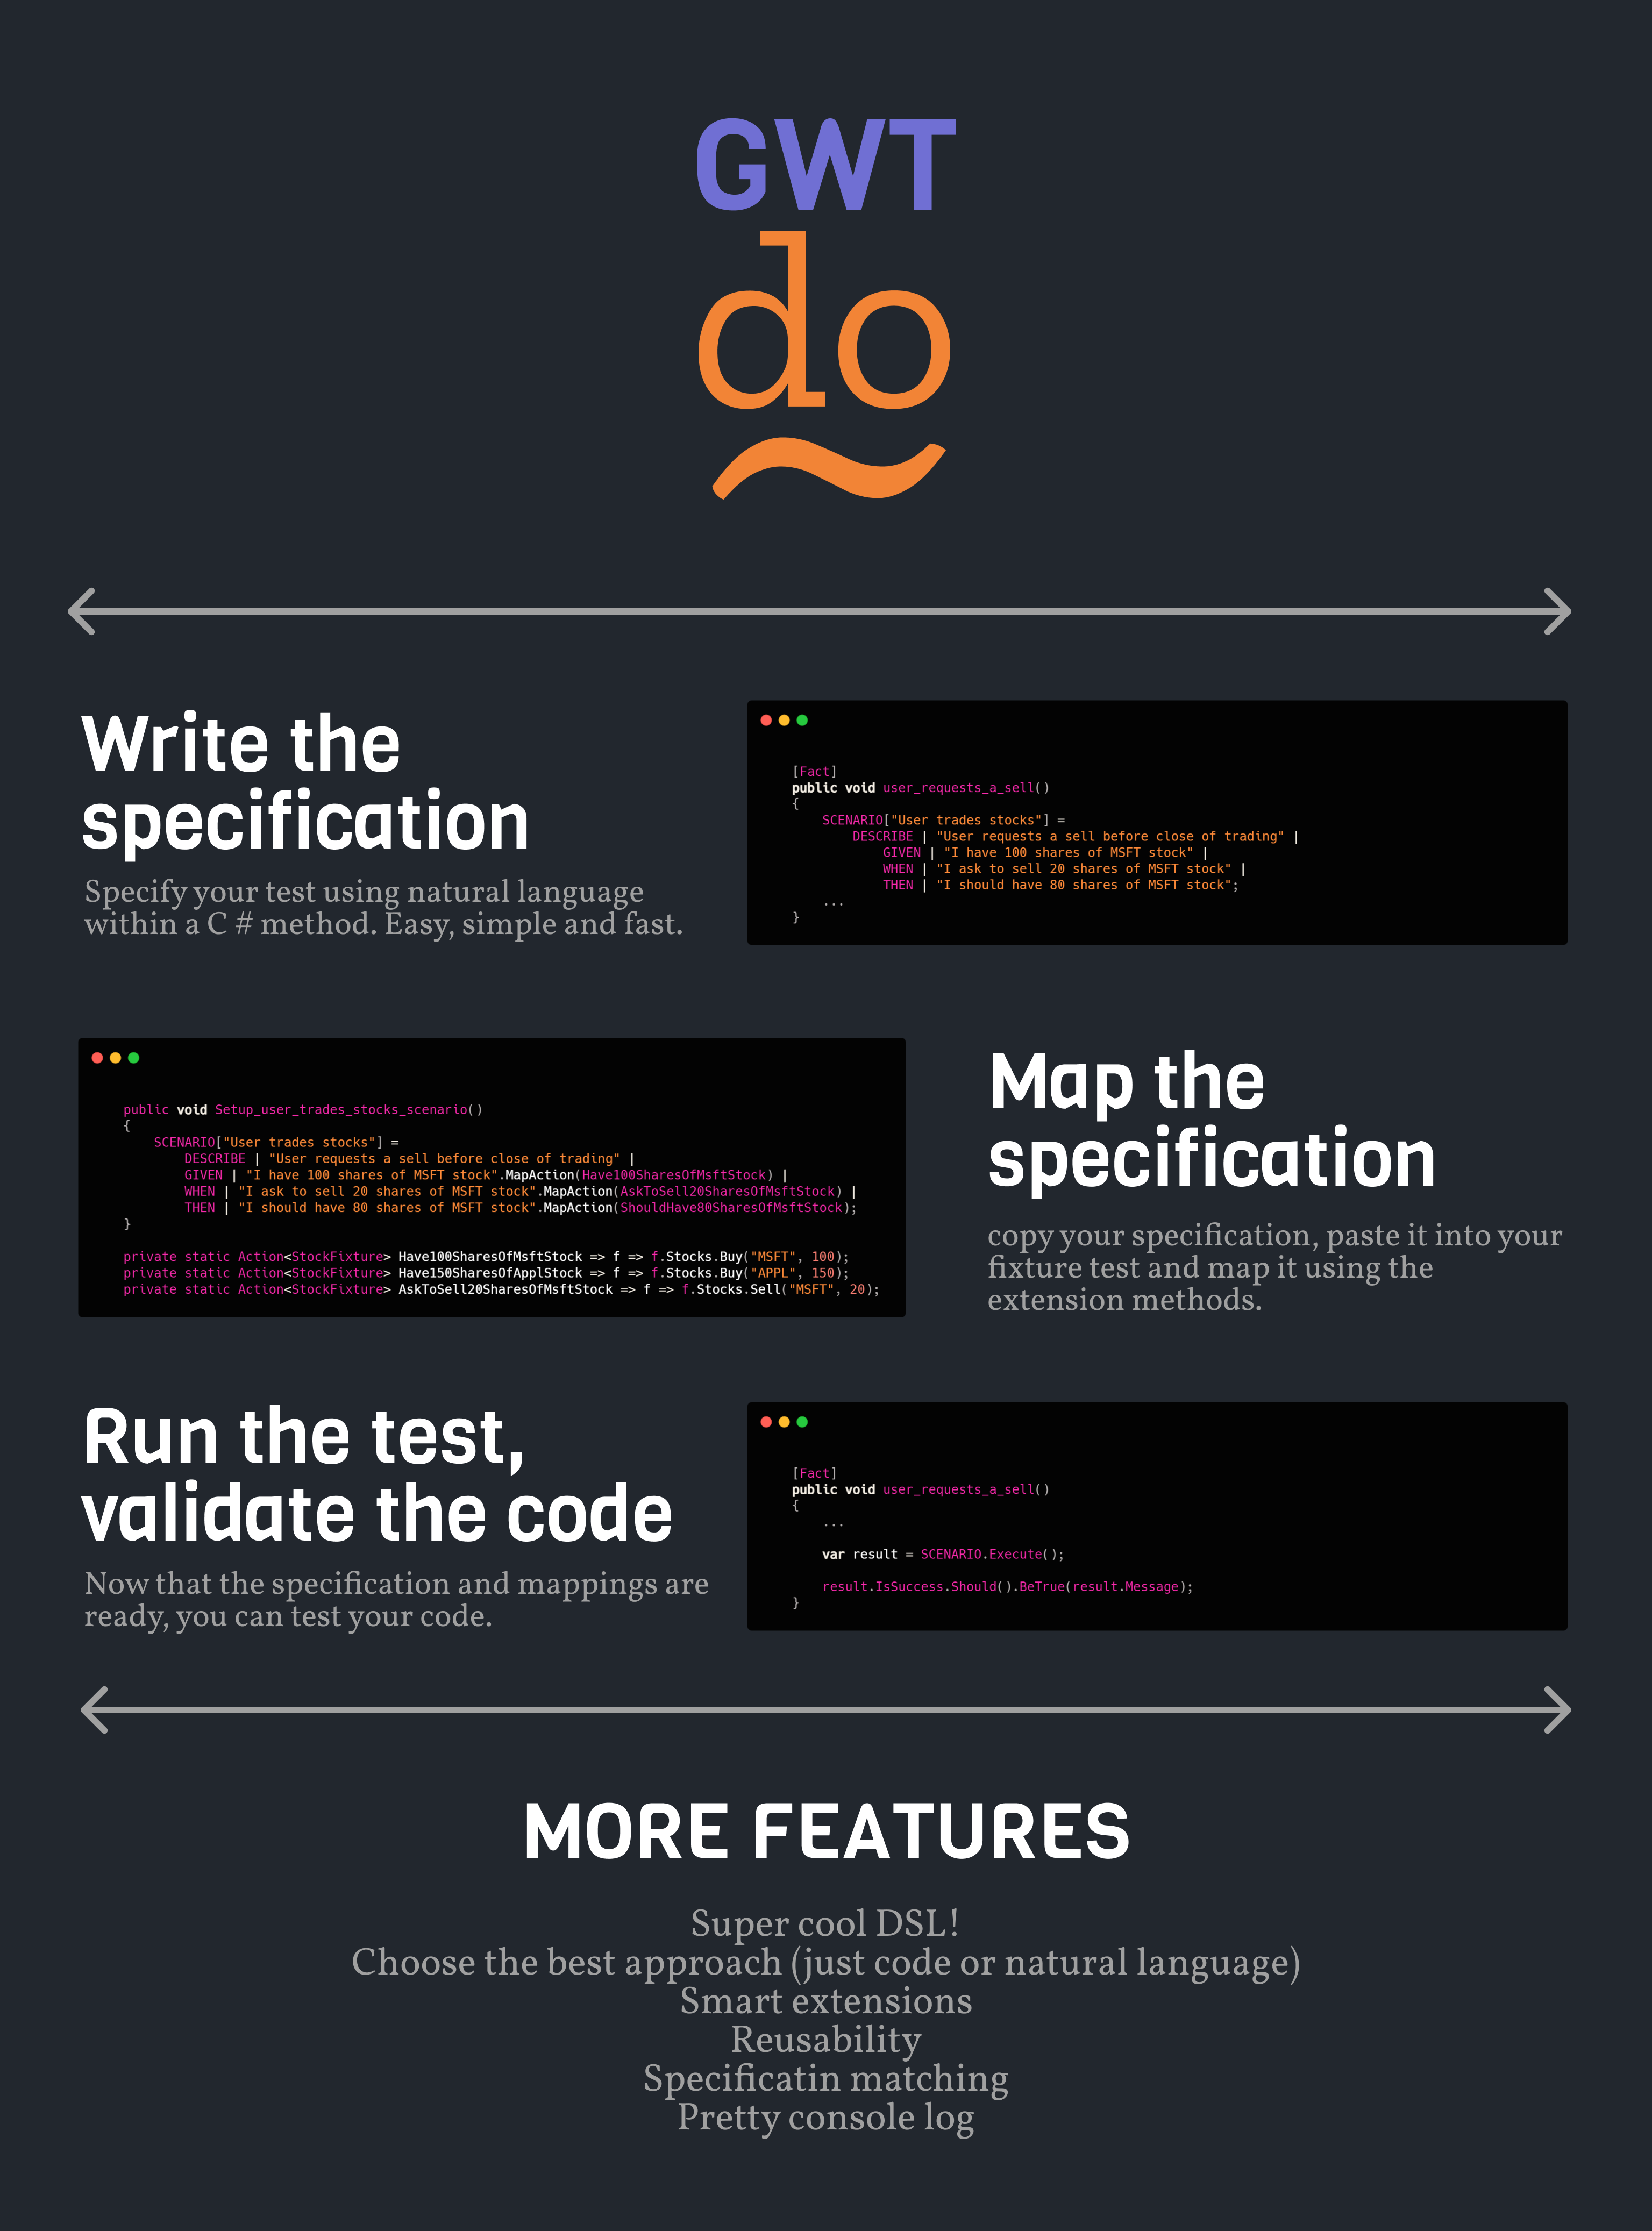 GWT
do
Write the
specification
Specify your test using natural language
within a C # method. Easy, simple and fast.
[Fact]
public void user_requests_a_sell()
{
    SCENARIO["User trades stocks"] =
        DESCRIBE | "User requests a sell before close of trading" |
            GIVEN | "I have 100 shares of MSFT stock" |
            WHEN | "I ask to sell 20 shares of MSFT stock" |
            THEN | "I should have 80 shares of MSFT stock";
    ...
}
public void Setup_user_trades_stocks_scenario()
{
    SCENARIO["User trades stocks"] =
        DESCRIBE | "User requests a sell before close of trading" |
        GIVEN | "I have 100 shares of MSFT stock".MapAction(Have100SharesOfMsftStock) |
        WHEN | "I ask to sell 20 shares of MSFT stock".MapAction(AskToSell20SharesOfMsftStock) |
        THEN | "I should have 80 shares of MSFT stock".MapAction(ShouldHave80SharesOfMsftStock);
}
private static Action<StockFixture> Have100SharesOfMsftStock => f => f.Stocks.Buy("MSFT", 100);
private static Action<StockFixture> Have150SharesOfApplStock => f => f.Stocks.Buy("APPL", 150);
private static Action<StockFixture> AskToSell20SharesOfMsftStock => f => f.Stocks.Sell("MSFT", 20);
Map the
specification
copy your specification, paste it into your
fixture test and map it using the
extension methods.
Run the test,
validate the code
Now that the specification and mappings are
ready, you can test your code.
[Fact]
public void user_requests_a_sell()
{
    ...
    var result = SCENARIO.Execute();
    result.IsSuccess.Should().BeTrue(result.Message);
}
MORE FEATURES
Super cool DSL!
Choose the best approach (just code or natural language)
Smart extensions
Reusability
Specificatin matching
Pretty console log